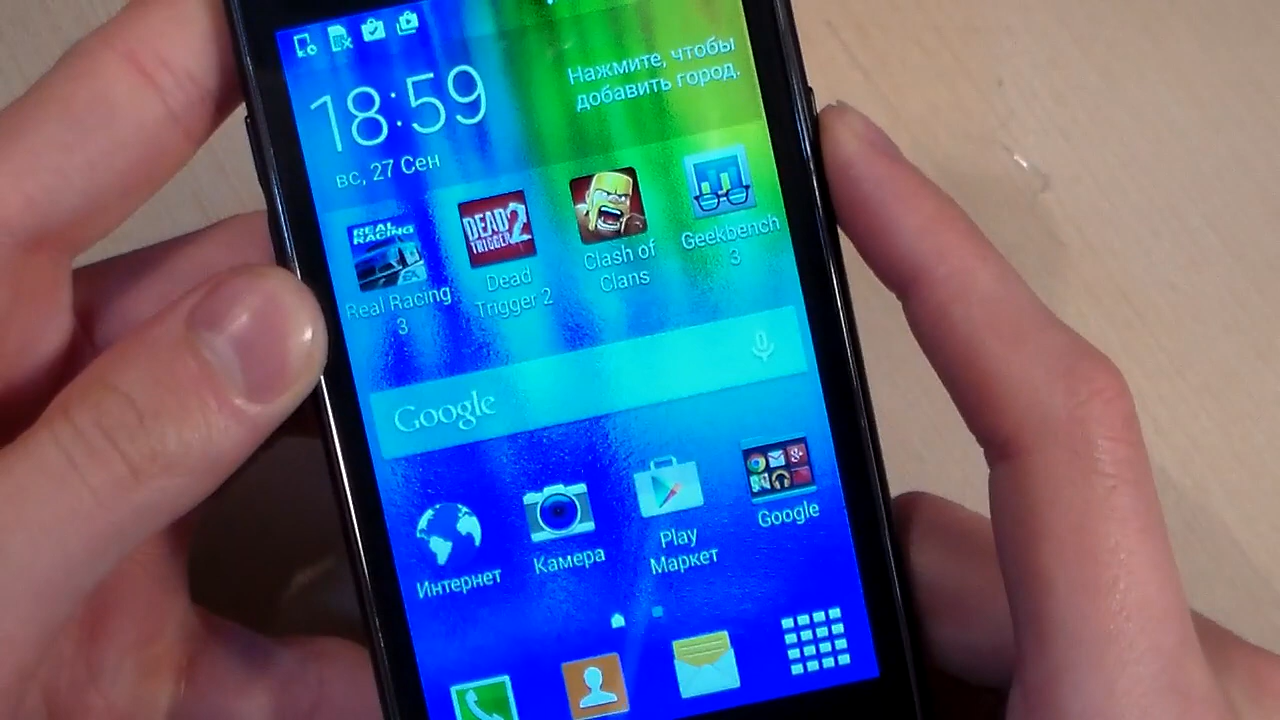 18:59
Нажмите, чтобы
добавить город.
вс, 27 Сен
REAL
RACING
EA
DEAD
TRIGGER 2
Real Racing
3
Dead
Trigger 2
Clash of
Clans
Geekbench
3
Google
Интернет
Камера
Play
Маркет
Google